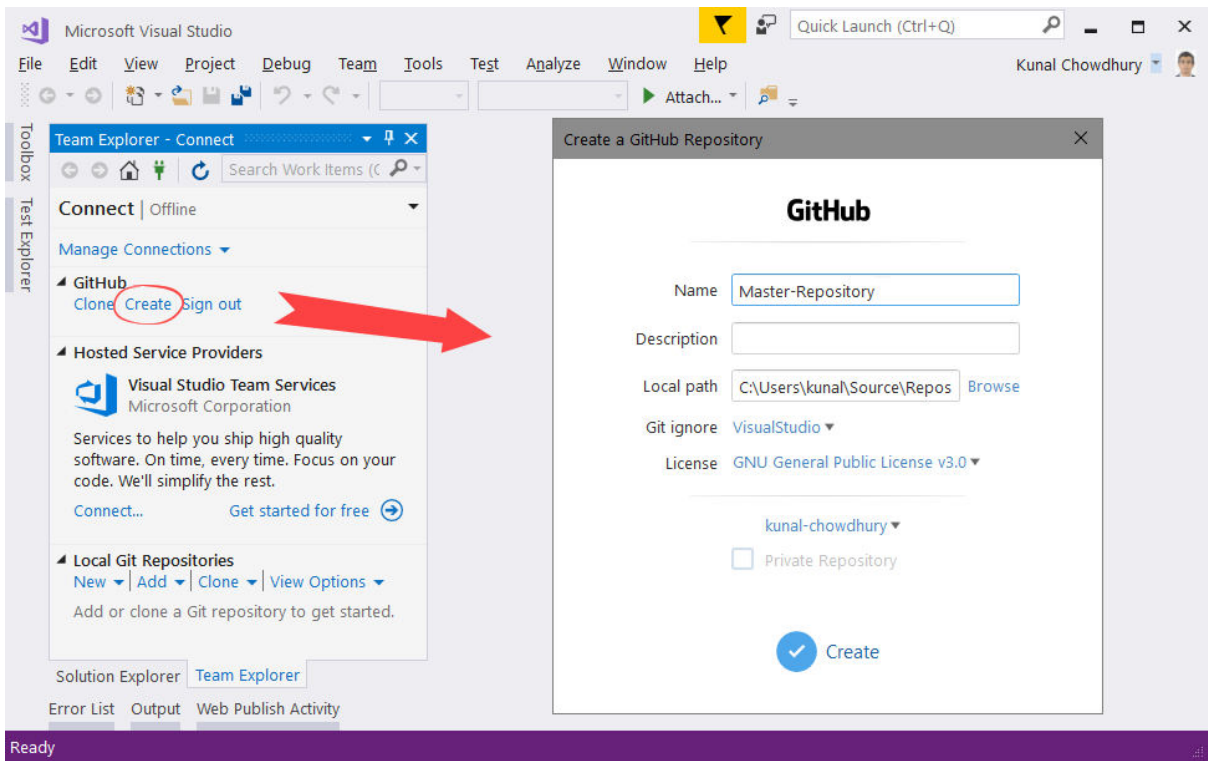 Microsoft Visual Studio
Quick Launch (Ctrl+Q)
File Edit View Project Debug Team Tools Test Analyze Window Help
Kunal Chowdhury
Attach...
Toolbox
Test Explorer
Team Explorer - Connect
Search Work Items (C
Connect | Offline
Manage Connections
GitHub
Clone Create Sign out
Hosted Service Providers
Visual Studio Team Services
Microsoft Corporation
Services to help you ship high quality
software. On time, every time. Focus on your
code. We'll simplify the rest.
Connect... Get started for free
Local Git Repositories
New Add Clone View Options
Add or clone a Git repository to get started.
Solution Explorer Team Explorer
Error List Output Web Publish Activity
Ready
Create a GitHub Repository
GitHub
Name Master-Repository
Description
Local path C:\Users\kunal\Source\Repos Browse
Git ignore VisualStudio
License GNU General Public License v3.0
kunal-chowdhury
Private Repository
Create